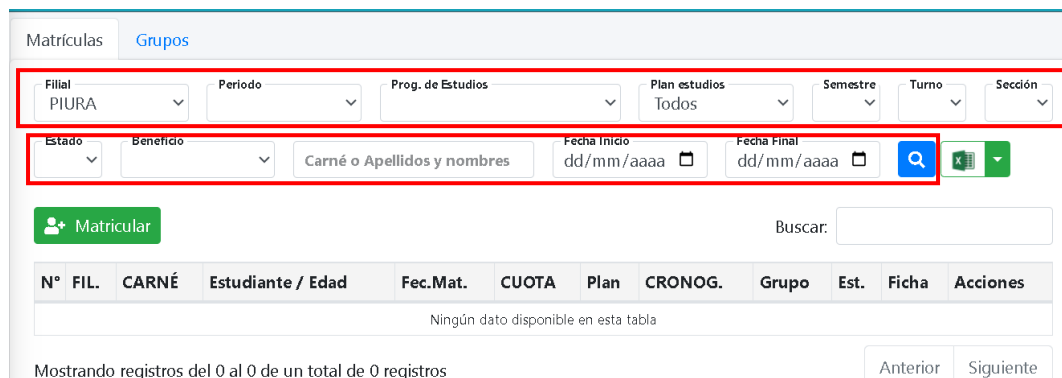 Matrículas Grupos
Filial Periodo Prog. de Estudios Plan estudios Semestre Turno Sección
PIURA Todos
Estado Beneficio Fecha Inicio Fecha Final
Carné o Apellidos y nombres dd/mm/aaaa dd/mm/aaaa
Matricular Buscar:
N° FIL. CARNÉ Estudiante / Edad Fec.Mat. CUOTA Plan CRONOG. Grupo Est. Ficha Acciones
Ningún dato disponible en esta tabla
Mostrando registros del 0 al 0 de un total de 0 registros Anterior Siguiente